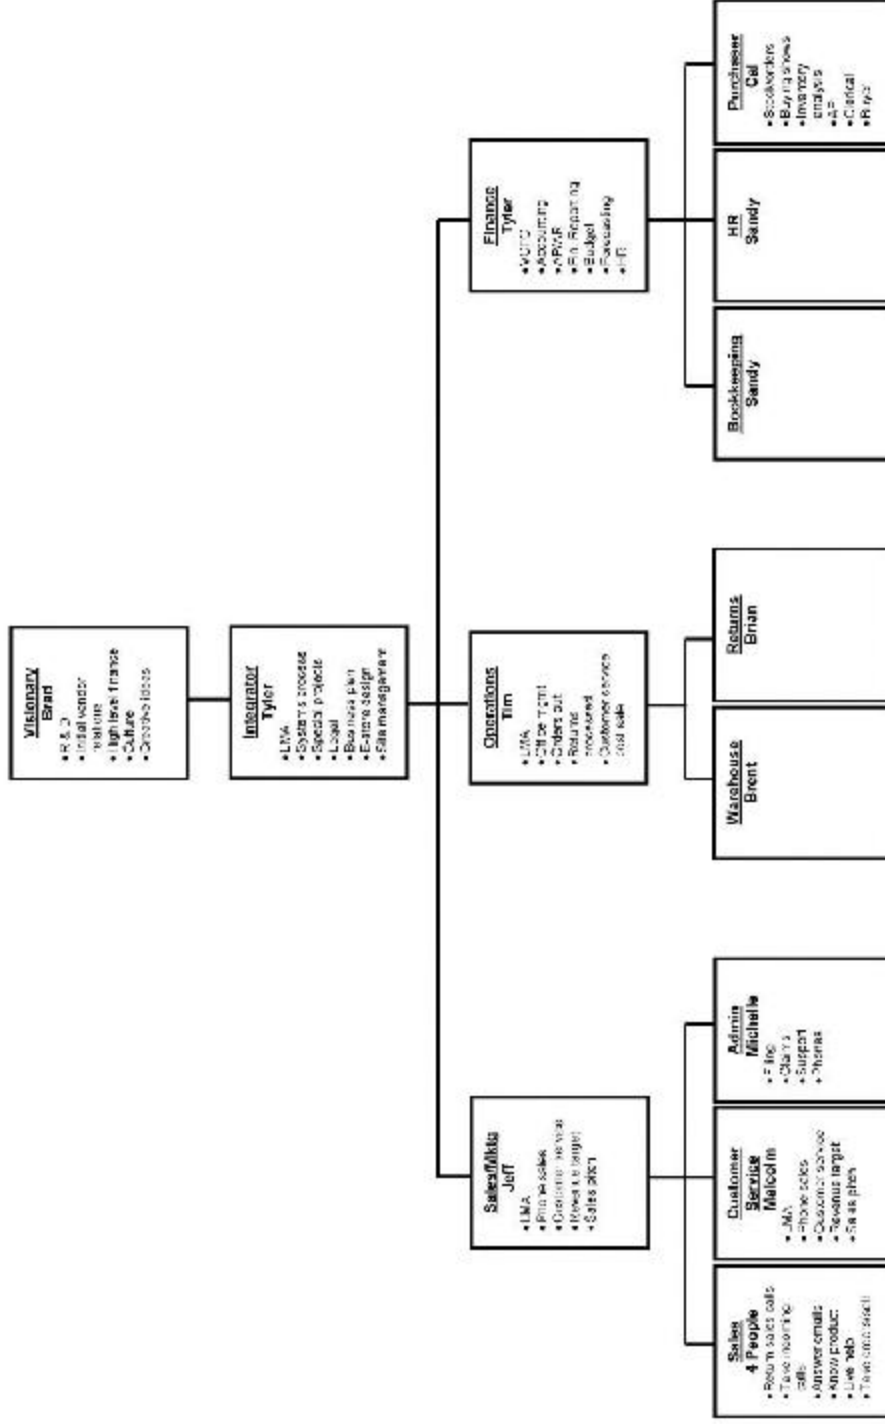 Visionary
Brad
• R & D
• Initial vendor
relations
• High level finance
• Culture
• Creative ideas
Integrator
Tyler
• LMA
• Systems process
• Special projects
• Legal
• Business plan
• E-store design
• Site management
Sales/Mktg
Jeff
• LMA
• Phone sales
• Customer service
• Revenue target
• Sales pitch
Operations
Tim
• LMA
• Office mgmt
• Orders out
• Returns
processed
• Customer service
post sale
Finance
Tyler
• VCFO
• Accounting
• AP/AR
• Fin. Reporting
• Budget
• Forecasting
• HR
Sales
4 People
• Return sales calls
• Take incoming
calls
• Answer emails
• Know product
• Live help
• Take
Customer
Service
Malcolm
• LMA
• Phone sales
• Customer service
• Revenue target
• Sales pitch
Admin
Michelle
• Filing
• Claims
• Support
• Phones
Warehouse
Brent
Returns
Brian
Bookkeeping
Sandy
HR
Sandy
Purchaser
Cal
• Stock/orders
• Buying shows
• Inventory
analysis
• AP
• Clerical
• Buyer